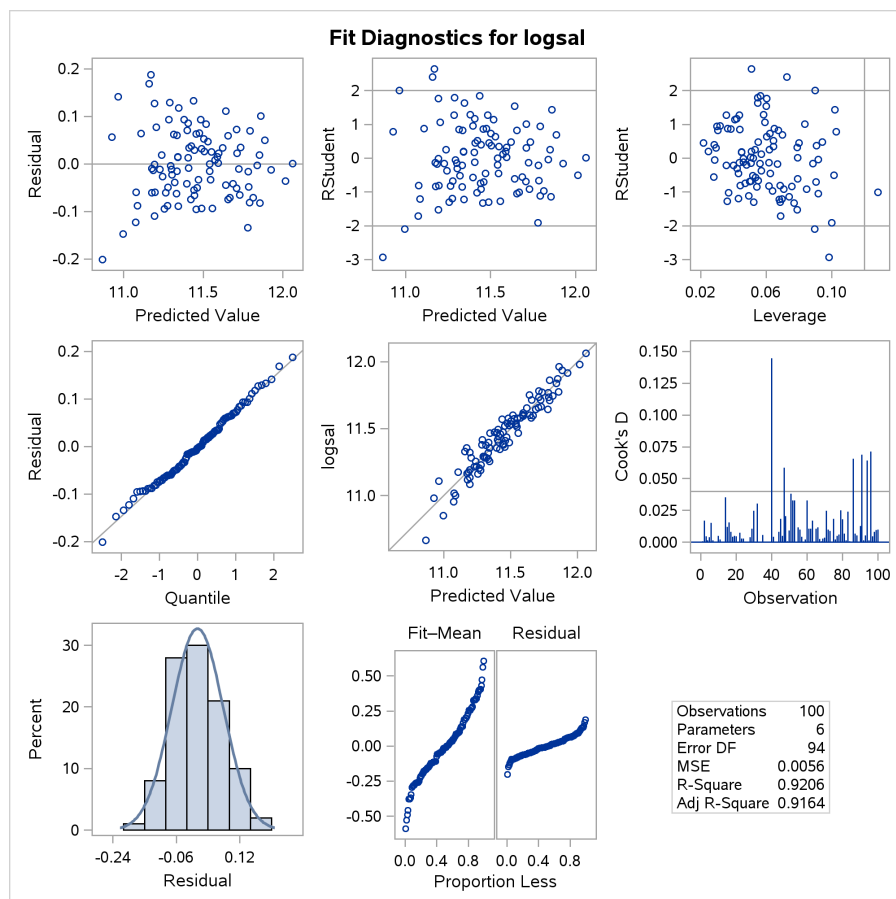 Fit Diagnostics for logsal
0.2
0.1
0.0
-0.1
-0.2
Residual
11.0 11.5 12.0
Predicted Value
2
1
0
-1
-2
-3
RStudent
11.0 11.5 12.0
Predicted Value
2
1
0
-1
-2
-3
RStudent
0.02 0.06 0.10
Leverage
0.2
0.1
0.0
-0.1
-0.2
Residual
-2 -1 0 1 2
Quantile
12.0
11.5
11.0
logsal
11.0 11.5 12.0
Predicted Value
0.150
0.125
0.100
0.075
0.050
0.025
0.000
Cook's D
0 20 40 60 80 100
Observation
30
20
10
0
Percent
-0.24 -0.06 0.12
Residual
Fit–Mean Residual
0.50
0.25
0.00
-0.25
-0.50
0.0 0.4 0.8 0.0 0.4 0.8
Proportion Less
Observations 100
Parameters 6
Error DF 94
MSE 0.0056
R-Square 0.9206
Adj R-Square 0.9164